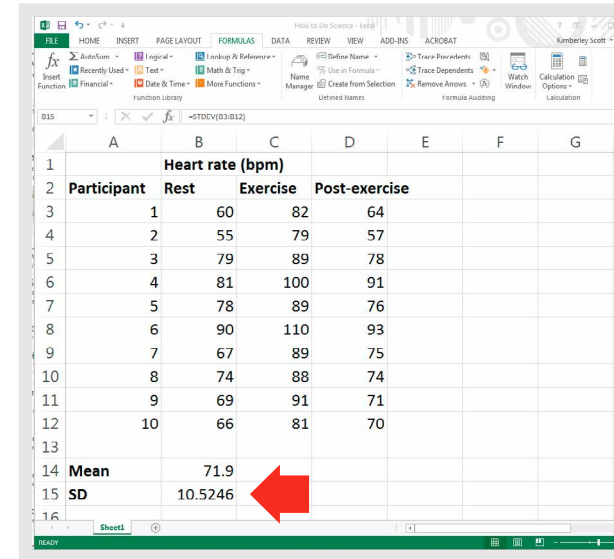 How to Do Science - Excel
FILE HOME INSERT PAGE LAYOUT FORMULAS DATA REVIEW VIEW ADD-INS ACROBAT Kimberley Scott
AutoSum Logical Lookup & Reference Define Name Trace Precedents
Recently Used Text Math & Trig Use in Formula Trace Dependents
Financial Date & Time More Functions Create from Selection Remove Arrows
Insert Function Name Manager Watch Window Calculation Options
Function Library Defined Names Formula Auditing Calculation
B15 fx =STDEV(B3:B12)
A B C D E F G
1 Heart rate (bpm)
2 Participant Rest Exercise Post-exercise
3 1 60 82 64
4 2 55 79 57
5 3 79 89 78
6 4 81 100 91
7 5 78 89 76
8 6 90 110 93
9 7 67 89 75
10 8 74 88 74
11 9 69 91 71
12 10 66 81 70
13
14 Mean 71.9
15 SD 10.5246
16
Sheet1
READY